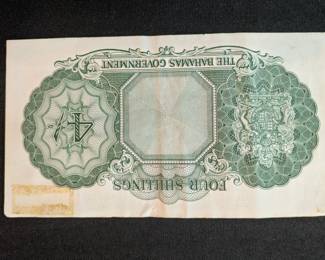 THE BAHAMAS GOVERNMENT
4/-
FOUR SHILLINGS